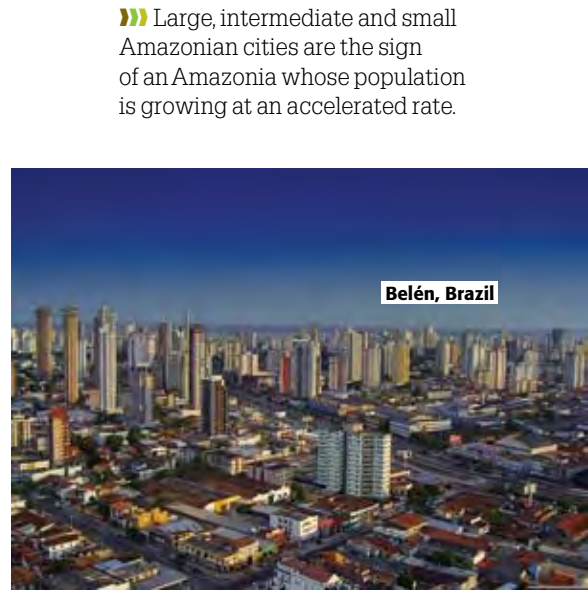 Large, intermediate and small
Amazonian cities are the sign
of an Amazonia whose population
is growing at an accelerated rate.
Belén, Brazil